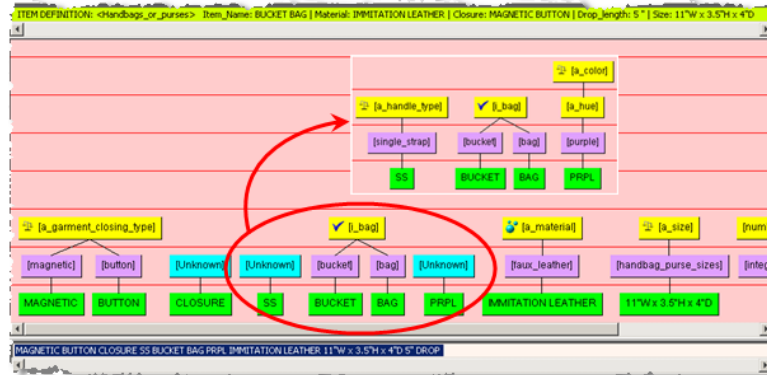 ITEM DEFINITION: <Handbags_or_purses> Item_Name: BUCKET BAG | Material: IMMITATION LEATHER | Closure: MAGNETIC BUTTON | Drop_length: 5 " | Size: 11"W x 3.5"H x 4"D
[a_color]
[a_handle_type] [i_bag] [a_hue]
[single_strap] [bucket] [bag] [purple]
SS BUCKET BAG PRPL
[a_garment_closing_type] [i_bag] [a_material] [a_size] [num
[magnetic] [button] [Unknown] [Unknown] [bucket] [bag] [Unknown] [faux_leather] [handbag_purse_sizes] [integ
MAGNETIC BUTTON CLOSURE SS BUCKET BAG PRPL IMMITATION LEATHER 11"W x 3.5"H x 4"D
MAGNETIC BUTTON CLOSURE SS BUCKET BAG PRPL IMMITATION LEATHER 11"W x 3.5"H x 4"D 5" DROP